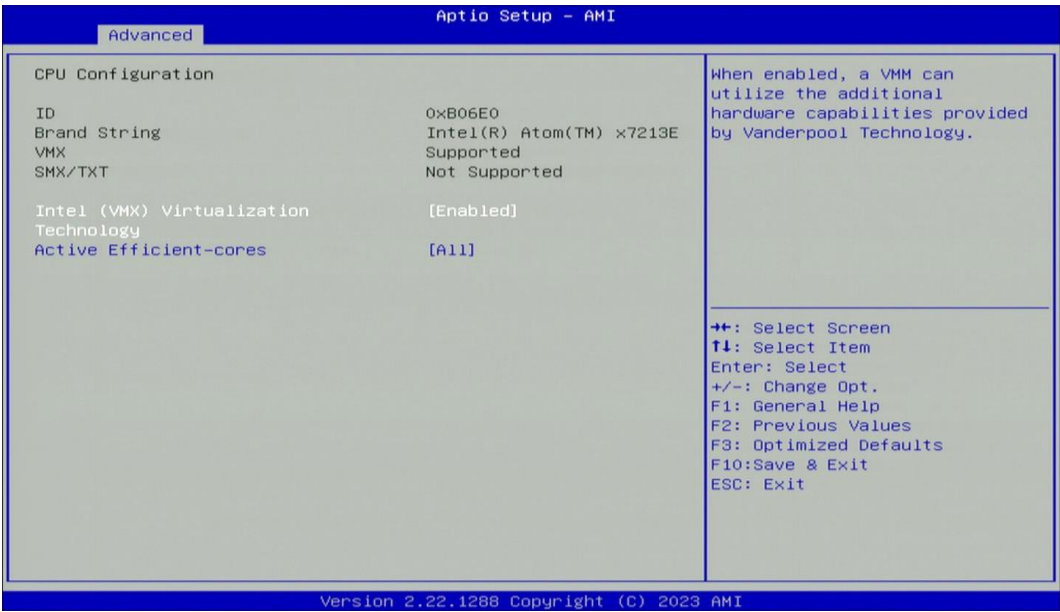 Aptio Setup – AMI
Advanced
CPU Configuration
ID 0xB06E0
Brand String Intel(R) Atom(TM) x7213E
VMX Supported
SMX/TXT Not Supported
Intel (VMX) Virtualization [Enabled]
Technology
Active Efficient-cores [All]
When enabled, a VMM can
utilize the additional
hardware capabilities provided
by Vanderpool Technology.
→←: Select Screen
↑↓: Select Item
Enter: Select
+/-: Change Opt.
F1: General Help
F2: Previous Values
F3: Optimized Defaults
F10:Save & Exit
ESC: Exit
Version 2.22.1288 Copyright (C) 2023 AMI